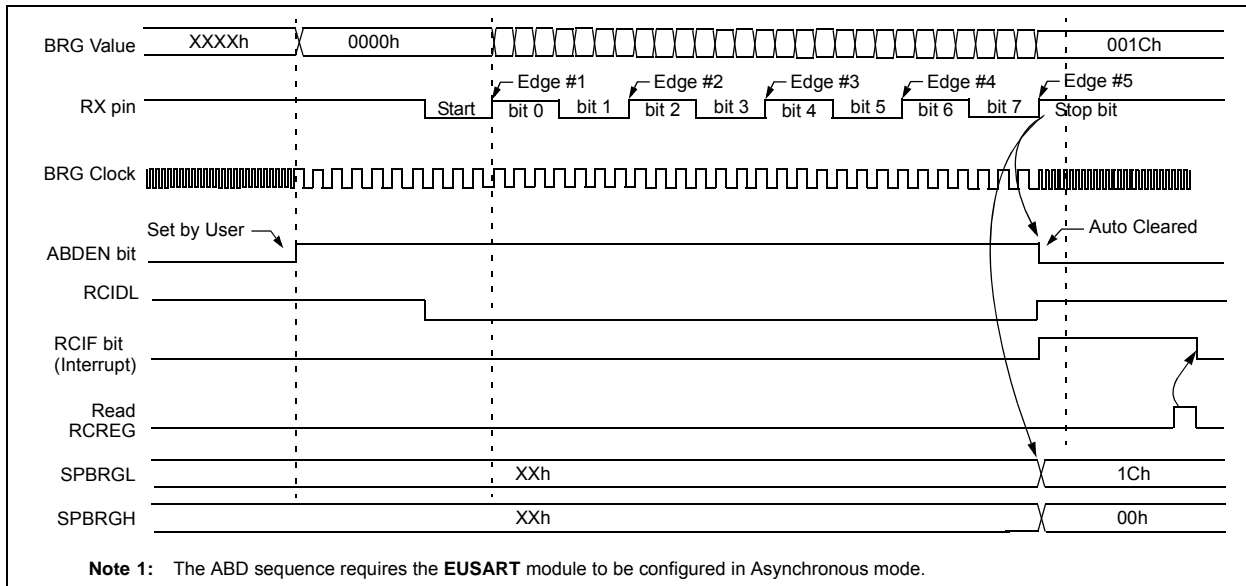 BRG Value XXXXh 0000h 001Ch
Edge #1 Edge #2 Edge #3 Edge #4 Edge #5
RX pin Start bit 0 bit 1 bit 2 bit 3 bit 4 bit 5 bit 6 bit 7 Stop bit
BRG Clock
Set by User Auto Cleared
ABDEN bit
RCIDL
RCIF bit
(Interrupt)
Read
RCREG
SPBRGL XXh 1Ch
SPBRGH XXh 00h
Note 1: The ABD sequence requires the EUSART module to be configured in Asynchronous mode.